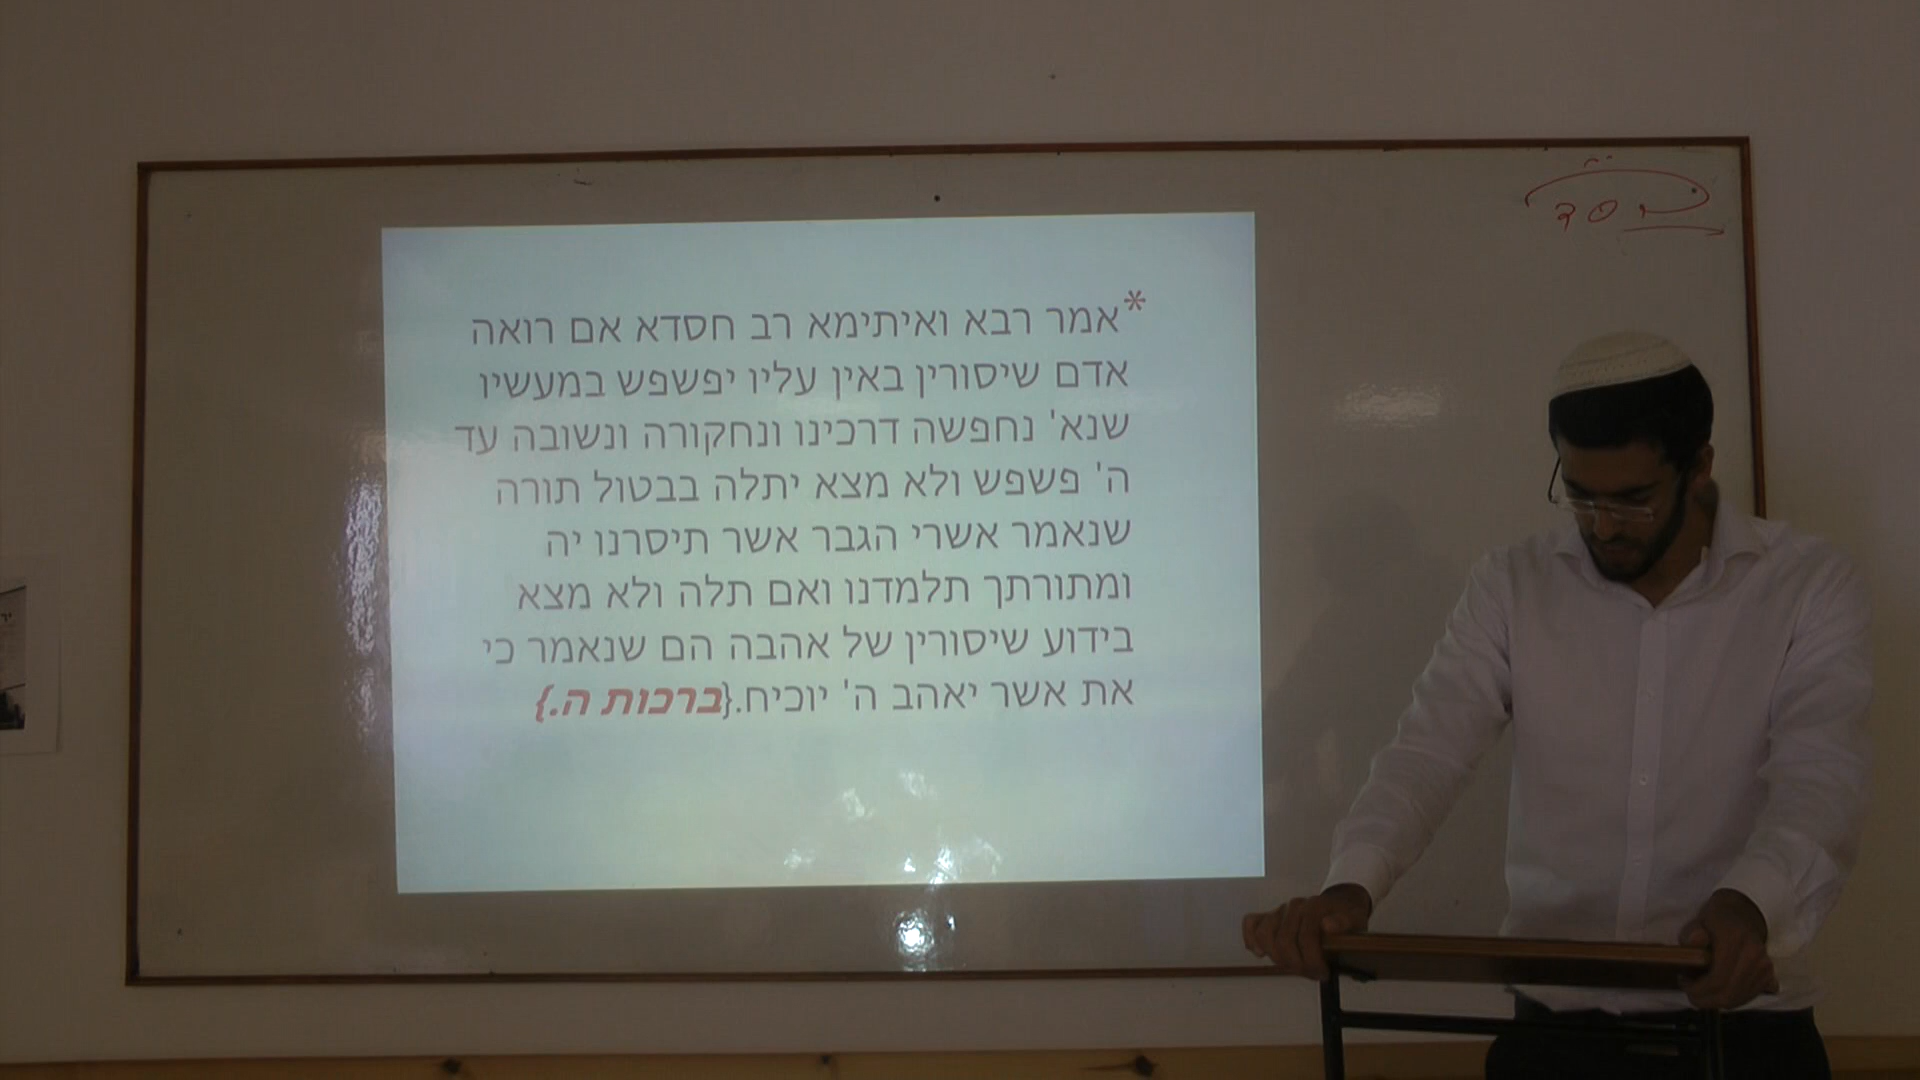 בס"ד
*אמר רבא ואיתימא רב חסדא אם רואה
אדם שיסורין באין עליו יפשפש במעשיו
שנא' נחפשה דרכינו ונחקורה ונשובה עד
ה' פשפש ולא מצא יתלה בבטול תורה
שנאמר אשרי הגבר אשר תיסרנו יה
ומתורתך תלמדנו ואם תלה ולא מצא
בידוע שיסורין של אהבה הם שנאמר כי
את אשר יאהב ה' יוכיח.{ברכות ה.}